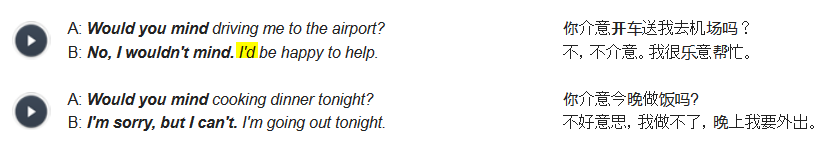 A: Would you mind driving me to the airport? 你介意开车送我去机场吗？
B: No, I wouldn't mind. I'd be happy to help. 不，不介意。我很乐意帮忙。
A: Would you mind cooking dinner tonight? 你介意今晚做饭吗?
B: I'm sorry, but I can't. I'm going out tonight. 不好意思，我做不了，晚上我要外出。